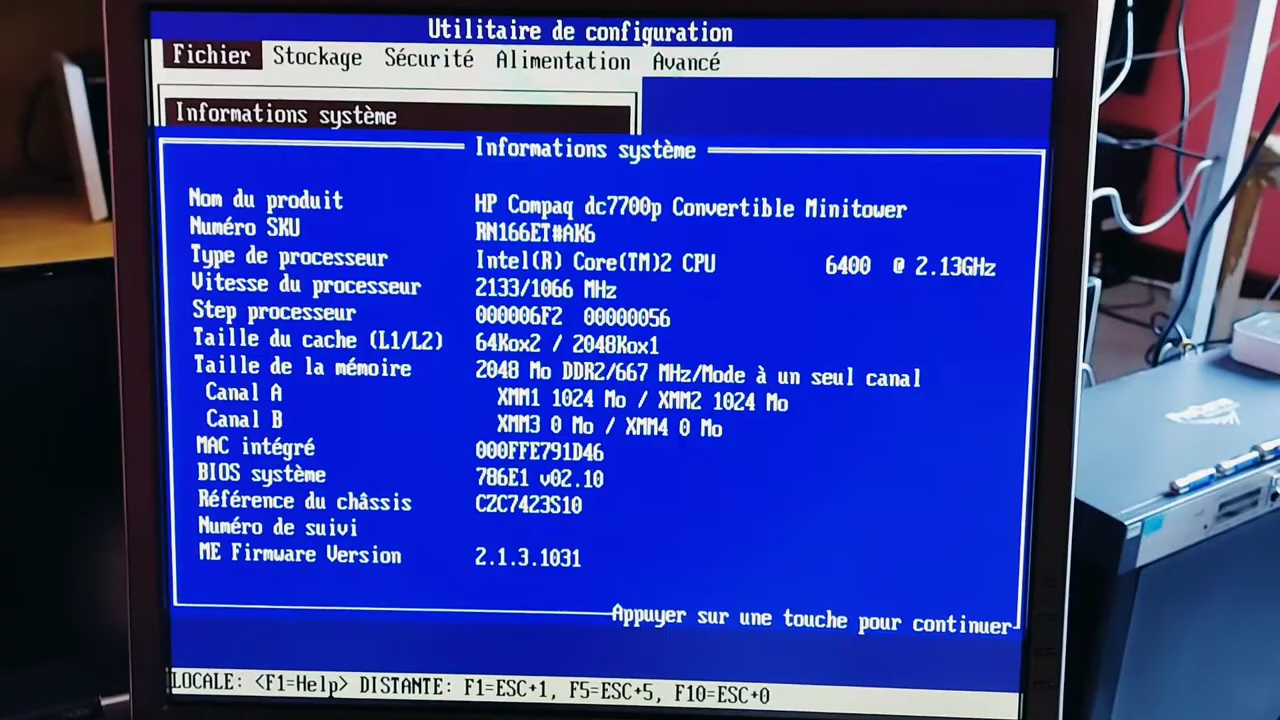 Utilitaire de configuration
Fichier Stockage Sécurité Alimentation Avancé
Informations système
Informations système
Nom du produit HP Compaq dc7700p Convertible Minitower
Numéro SKU RN166ET#AK6
Type de processeur Intel(R) Core(TM)2 CPU 6400 @ 2.13GHz
Vitesse du processeur 2133/1066 MHz
Step processeur 000006F2 00000056
Taille du cache (L1/L2) 64Kox2 / 2048Kox1
Taille de la mémoire 2048 Mo DDR2/667 MHz/Mode à un seul canal
Canal A XMM1 1024 Mo / XMM2 1024 Mo
Canal B XMM3 0 Mo / XMM4 0 Mo
MAC intégré 000FFE791D46
BIOS système 786E1 v02.10
Référence du châssis CZC7423S10
Numéro de suivi
ME Firmware Version 2.1.3.1031
Appuyer sur une touche pour continuer
LOCALE: <F1=Help> DISTANTE: F1=ESC+1, F5=ESC+5, F10=ESC+0